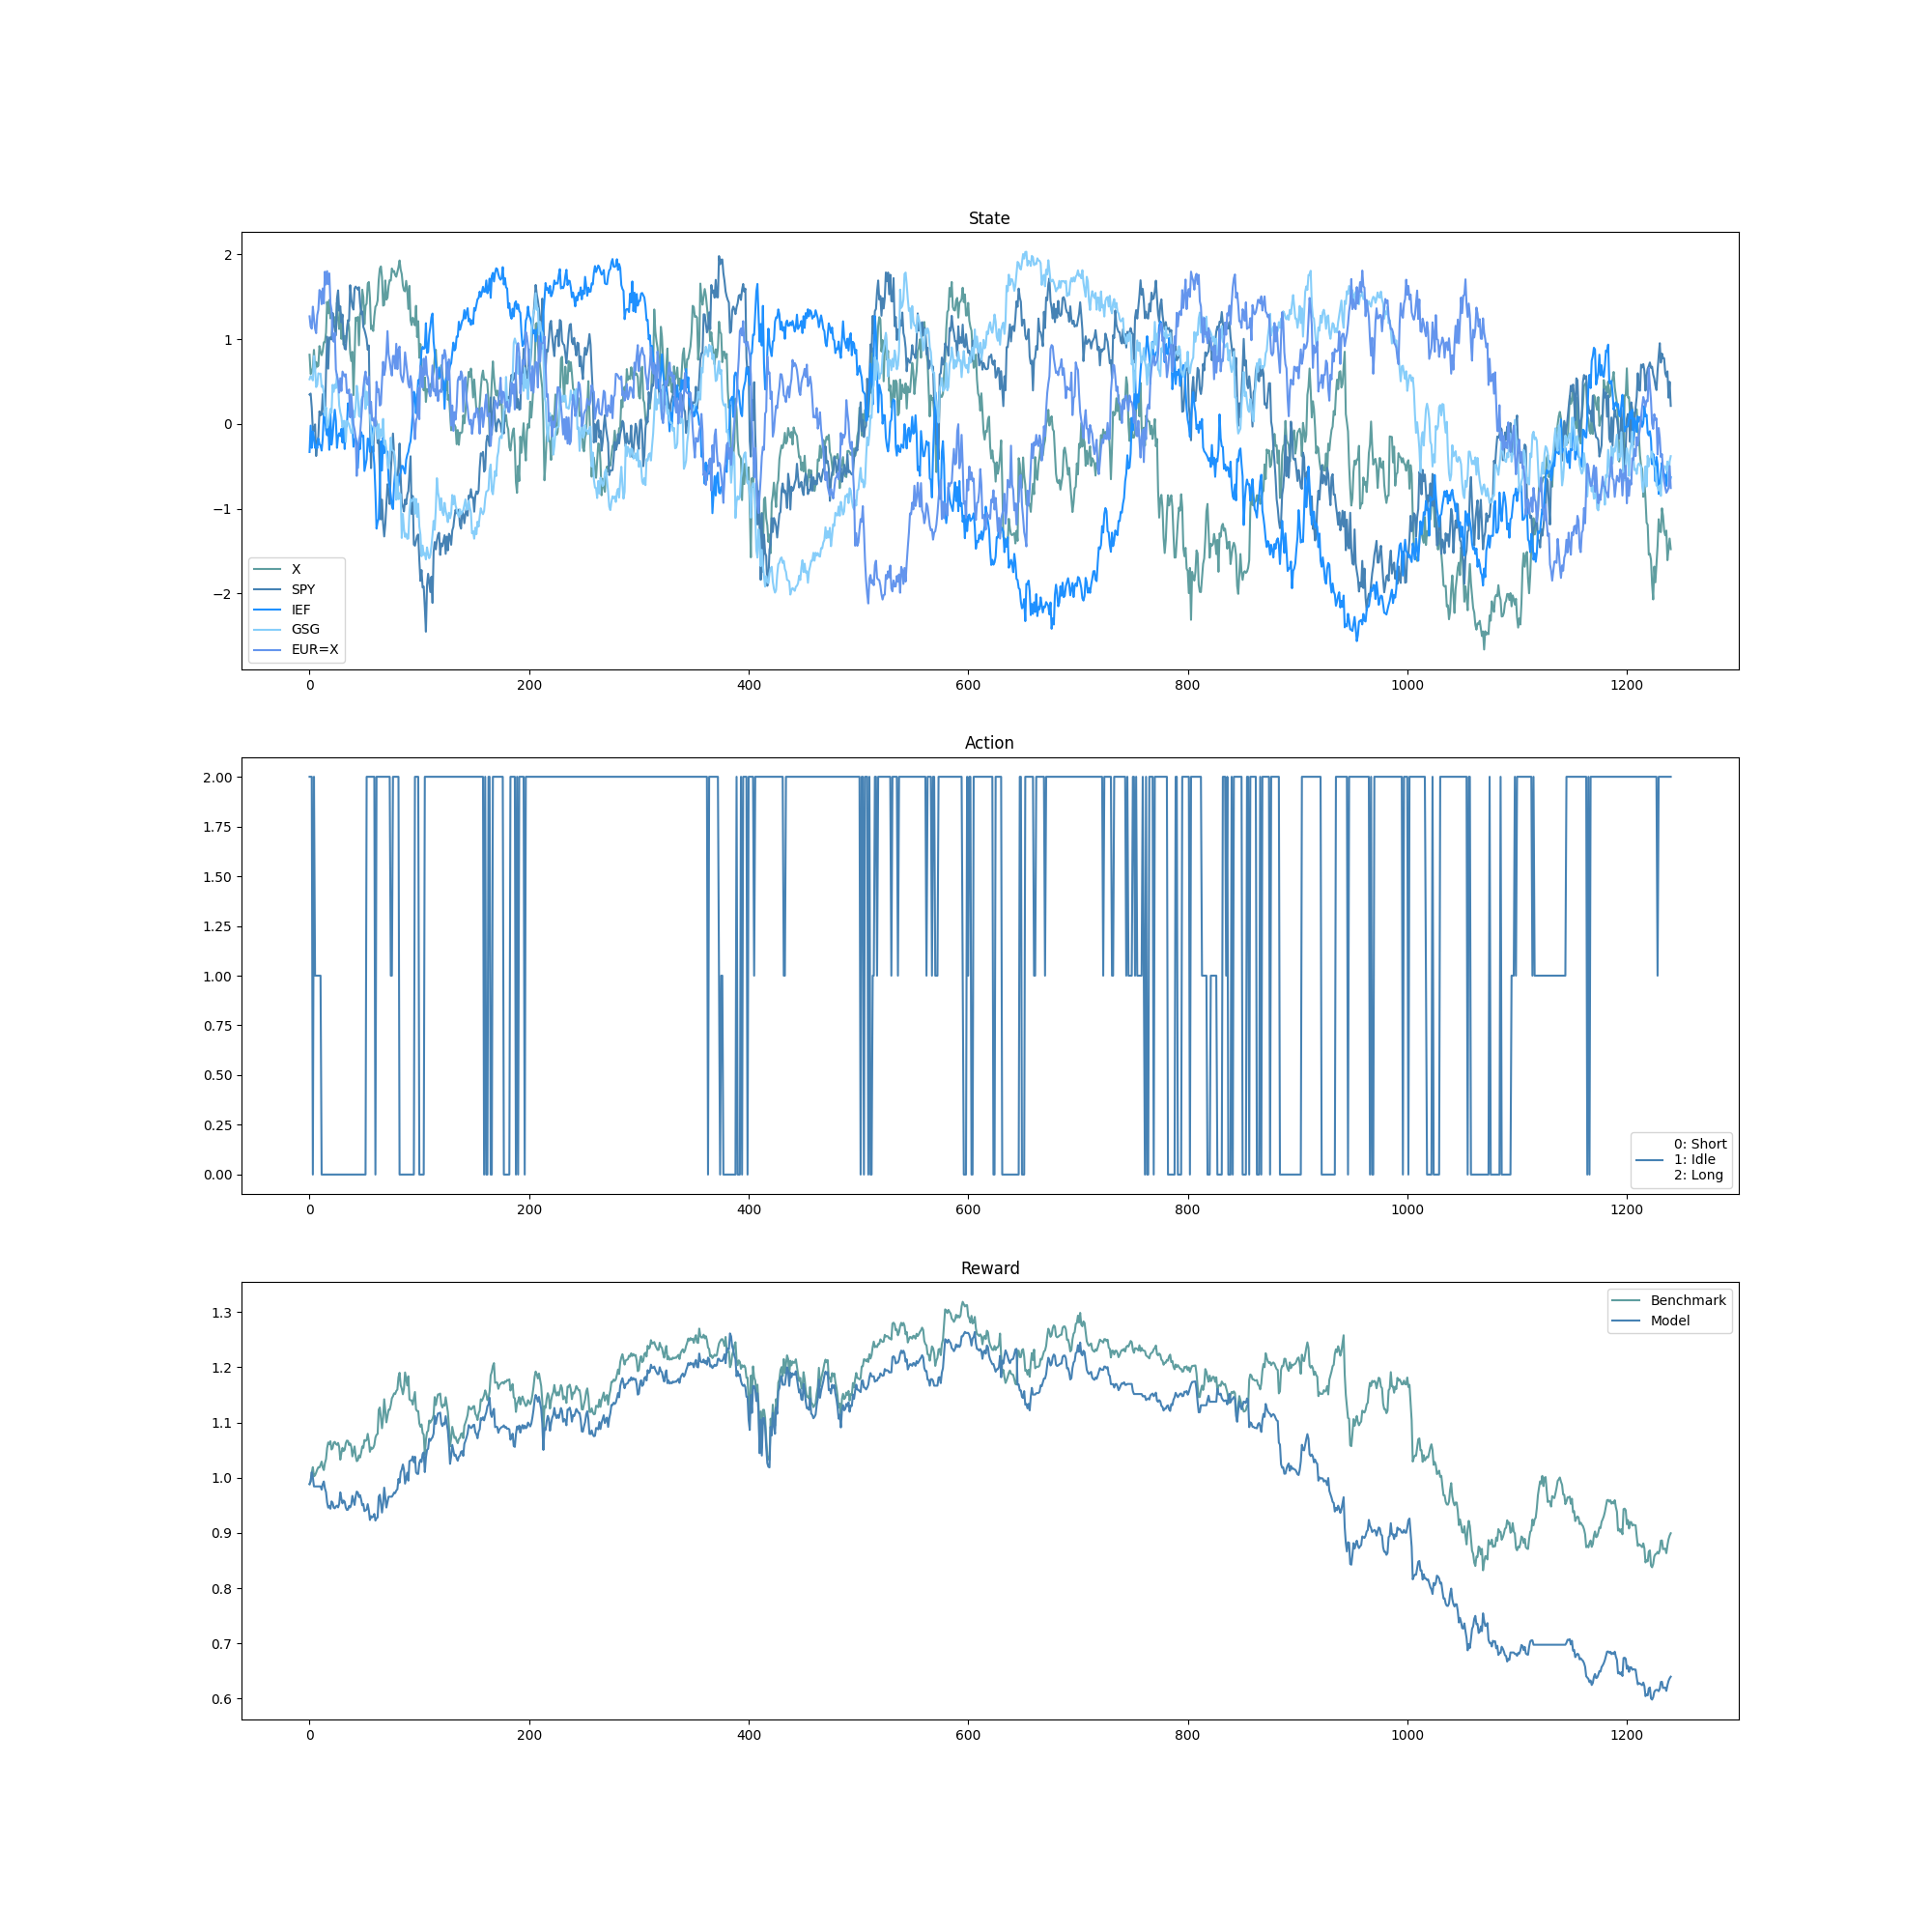 State
2
1
0
−1
−2
X
SPY
IEF
GSG
EUR=X
0 200 400 600 800 1000 1200
Action
2.00
1.75
1.50
1.25
1.00
0.75
0.50
0.25
0.00
0: Short
1: Idle
2: Long
0 200 400 600 800 1000 1200
Reward
1.3
1.2
1.1
1.0
0.9
0.8
0.7
0.6
Benchmark
Model
0 200 400 600 800 1000 1200